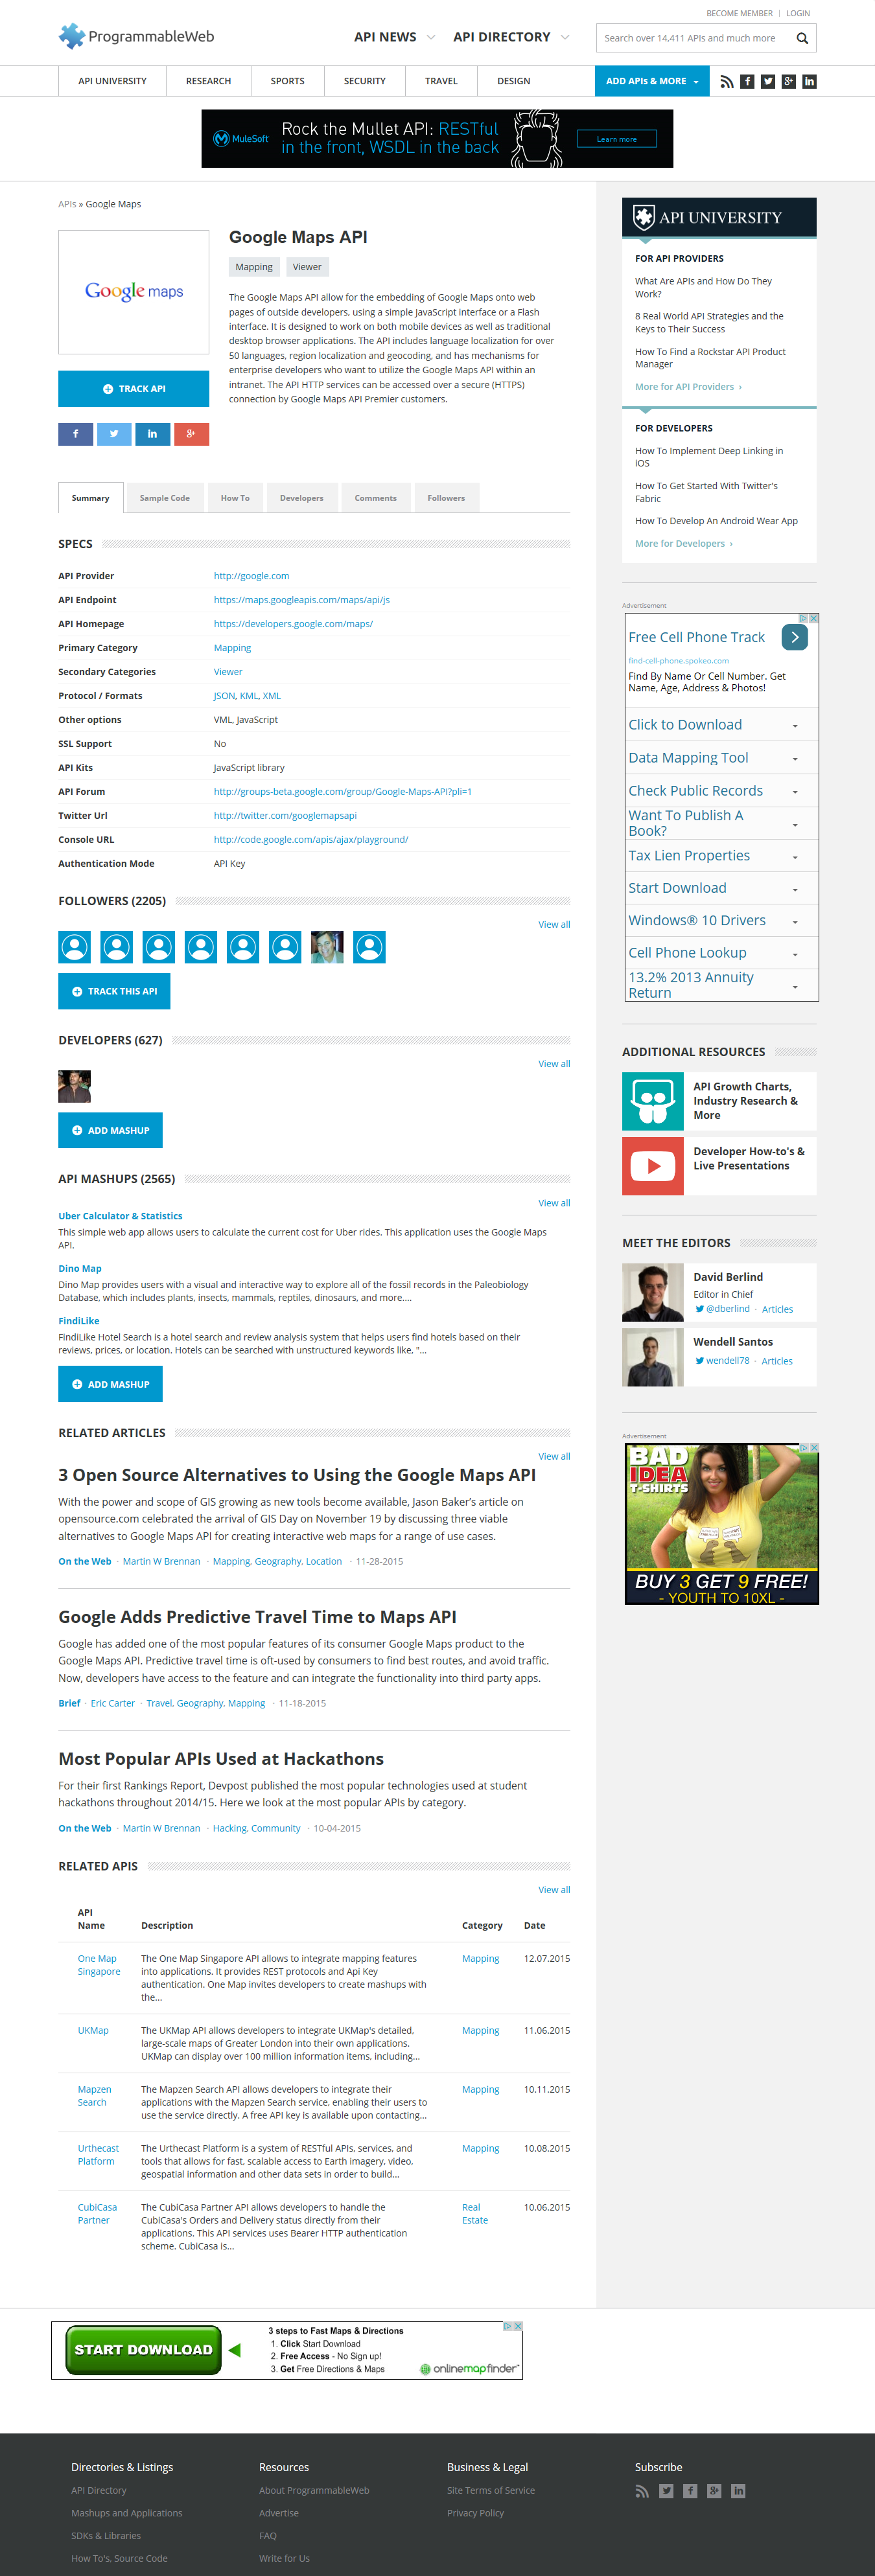 BECOME MEMBER | LOGIN
ProgrammableWeb
API NEWS
API DIRECTORY
Search over 14,411 APIs and much more
API UNIVERSITY
RESEARCH
SPORTS
SECURITY
TRAVEL
DESIGN
ADD APIs & MORE
MuleSoft
Rock the Mullet API: RESTful
in the front, WSDL in the back
Learn more
APIs » Google Maps
Google maps
TRACK API
Google Maps API
Mapping
Viewer
The Google Maps API allow for the embedding of Google Maps onto web
pages of outside developers, using a simple JavaScript interface or a Flash
interface. It is designed to work on both mobile devices as well as traditional
desktop browser applications. The API includes language localization for over
50 languages, region localization and geocoding, and has mechanisms for
enterprise developers who want to utilize the Google Maps API within an
intranet. The API HTTP services can be accessed over a secure (HTTPS)
connection by Google Maps API Premier customers.
Summary
Sample Code
How To
Developers
Comments
Followers
SPECS
API Provider http://google.com
API Endpoint https://maps.googleapis.com/maps/api/js
API Homepage https://developers.google.com/maps/
Primary Category Mapping
Secondary Categories Viewer
Protocol / Formats JSON, KML, XML
Other options VML, JavaScript
SSL Support No
API Kits JavaScript library
API Forum http://groups-beta.google.com/group/Google-Maps-API?pli=1
Twitter Url http://twitter.com/googlemapsapi
Console URL http://code.google.com/apis/ajax/playground/
Authentication Mode API Key
FOLLOWERS (2205)
View all
TRACK THIS API
DEVELOPERS (627)
View all
ADD MASHUP
API MASHUPS (2565)
View all
Uber Calculator & Statistics
This simple web app allows users to calculate the current cost for Uber rides. This application uses the Google Maps
API.
Dino Map
Dino Map provides users with a visual and interactive way to explore all of the fossil records in the Paleobiology
Database, which includes plants, insects, mammals, reptiles, dinosaurs, and more....
FindiLike
FindiLike Hotel Search is a hotel search and review analysis system that helps users find hotels based on their
reviews, prices, or location. Hotels can be searched with unstructured keywords like, "...
ADD MASHUP
RELATED ARTICLES
View all
3 Open Source Alternatives to Using the Google Maps API
With the power and scope of GIS growing as new tools become available, Jason Baker's article on
opensource.com celebrated the arrival of GIS Day on November 19 by discussing three viable
alternatives to Google Maps API for creating interactive web maps for a range of use cases.
On the Web · Martin W Brennan · Mapping, Geography, Location · 11-28-2015
Google Adds Predictive Travel Time to Maps API
Google has added one of the most popular features of its consumer Google Maps product to the
Google Maps API. Predictive travel time is oft-used by consumers to find best routes, and avoid traffic.
Now, developers have access to the feature and can integrate the functionality into third party apps.
Brief · Eric Carter · Travel, Geography, Mapping · 11-18-2015
Most Popular APIs Used at Hackathons
For their first Rankings Report, Devpost published the most popular technologies used at student
hackathons throughout 2014/15. Here we look at the most popular APIs by category.
On the Web · Martin W Brennan · Hacking, Community · 10-04-2015
RELATED APIS
View all
API
Name Description Category Date
One Map
Singapore
The One Map Singapore API allows to integrate mapping features
into applications. It provides REST protocols and Api Key
authentication. One Map invites developers to create mashups with
the...
Mapping
12.07.2015
UKMap
The UKMap API allows developers to integrate UKMap's detailed,
large-scale maps of Greater London into their own applications.
UKMap can display over 100 million information items, including...
Mapping
11.06.2015
Mapzen
Search
The Mapzen Search API allows developers to integrate their
applications with the Mapzen Search service, enabling their users to
use the service directly. A free API key is available upon contacting...
Mapping
10.11.2015
Urthecast
Platform
The Urthecast Platform is a system of RESTful APIs, services, and
tools that allows for fast, scalable access to Earth imagery, video,
geospatial information and other data sets in order to build...
Mapping
10.08.2015
CubiCasa
Partner
The CubiCasa Partner API allows developers to handle the
CubiCasa's Orders and Delivery status directly from their
applications. This API services uses Bearer HTTP authentication
scheme. CubiCasa is...
Real
Estate
10.06.2015
API UNIVERSITY
FOR API PROVIDERS
What Are APIs and How Do They
Work?
8 Real World API Strategies and the
Keys to Their Success
How To Find a Rockstar API Product
Manager
More for API Providers ›
FOR DEVELOPERS
How To Implement Deep Linking in
iOS
How To Get Started With Twitter's
Fabric
How To Develop An Android Wear App
More for Developers ›
Advertisement
Free Cell Phone Track
find-cell-phone.spokeo.com
Find By Name Or Cell Number. Get
Name, Age, Address & Photos!
Click to Download
Data Mapping Tool
Check Public Records
Want To Publish A
Book?
Tax Lien Properties
Start Download
Windows® 10 Drivers
Cell Phone Lookup
13.2% 2013 Annuity
Return
ADDITIONAL RESOURCES
API Growth Charts,
Industry Research &
More
Developer How-to's &
Live Presentations
MEET THE EDITORS
David Berlind
Editor in Chief
@dberlind · Articles
Wendell Santos
wendell78 · Articles
Advertisement
BAD
IDEA
T-SHIRTS
BUY 3 GET 9 FREE!
- YOUTH TO 10XL -
START DOWNLOAD
3 steps to Fast Maps & Directions
1. Click Start Download
2. Free Access - No Sign up!
3. Get Free Directions & Maps
onlinemapfinder
Directories & Listings
API Directory
Mashups and Applications
SDKs & Libraries
How To's, Source Code
Resources
About ProgrammableWeb
Advertise
FAQ
Write for Us
Business & Legal
Site Terms of Service
Privacy Policy
Subscribe